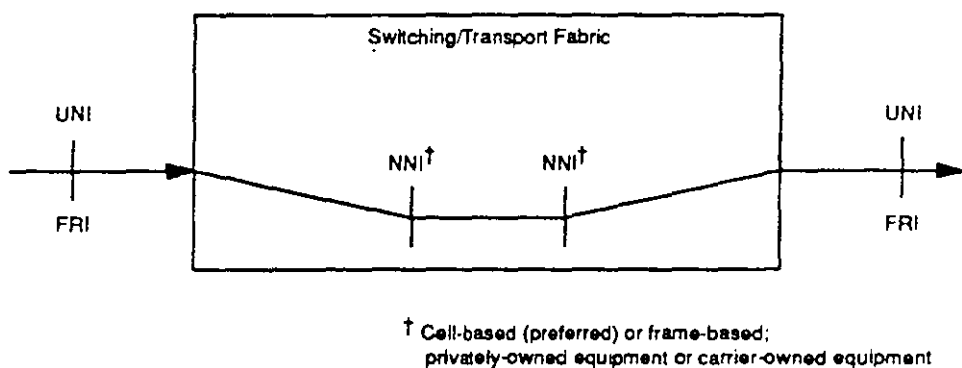 Switching/Transport Fabric
UNI
UNI
NNI†
NNI†
FRI
FRI
† Cell-based (preferred) or frame-based;
privately-owned equipment or carrier-owned equipment